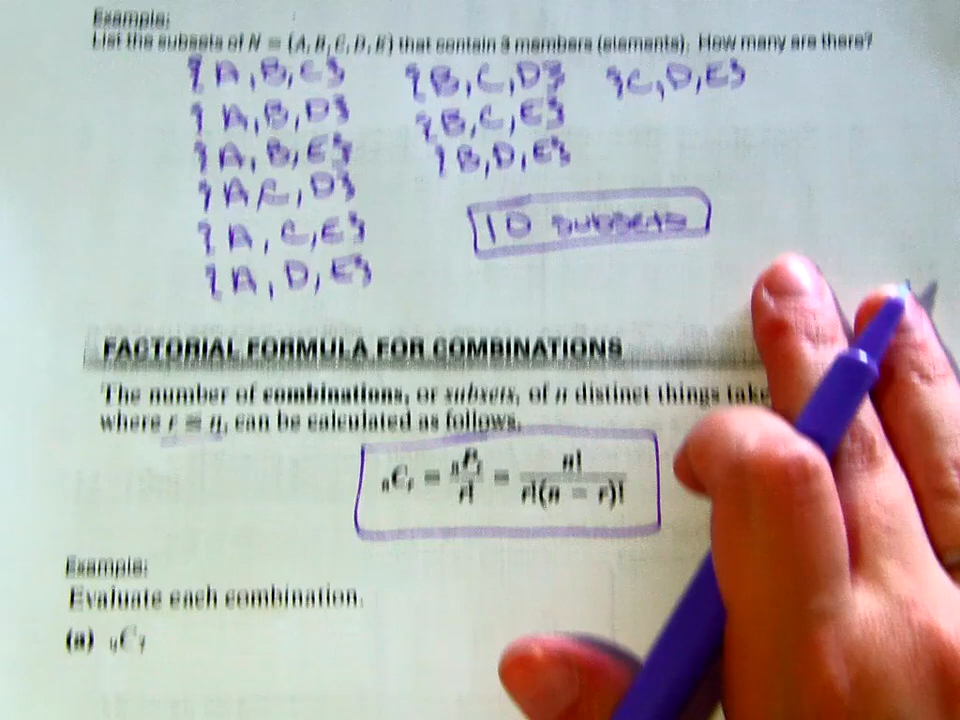 Example:
List the subsets of N = {A, B, C, D, E} that contain 3 members (elements). How many are there?
{A, B, C} {B, C, D} {C, D, E}
{A, B, D} {B, C, E}
{A, B, E} {B, D, E}
{A, C, D}
{A, C, E} 10 subsets
{A, D, E}
FACTORIAL FORMULA FOR COMBINATIONS
The number of combinations, or subsets, of n distinct things take
where r ≤ n, can be calculated as follows.
nCr = nPr / r! = n! / r!(n − r)!
Example:
Evaluate each combination.
(a)